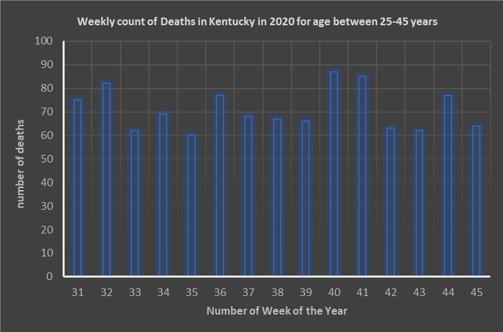 Weekly count of Deaths in Kentucky in 2020 for age between 25-45 years
100
90
80
70
60
50
40
30
20
10
0
number of deaths
31 32 33 34 35 36 37 38 39 40 41 42 43 44 45
Number of Week of the Year